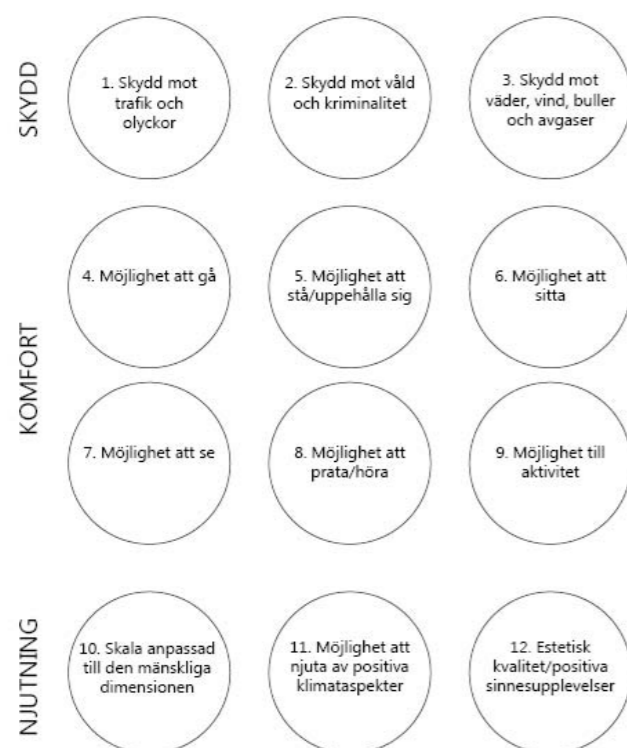 SKYDD
1. Skydd mot
trafik och
olyckor
2. Skydd mot våld
och kriminalitet
3. Skydd mot
väder, vind, buller
och avgaser
KOMFORT
4. Möjlighet att gå
5. Möjlighet att
stå/uppehålla sig
6. Möjlighet att
sitta
7. Möjlighet att se
8. Möjlighet att
prata/höra
9. Möjlighet till
aktivitet
NJUTNING
10. Skala anpassad
till den mänskliga
dimensionen
11. Möjlighet att
njuta av positiva
klimataspekter
12. Estetisk
kvalitet/positiva
sinnesupplevelser